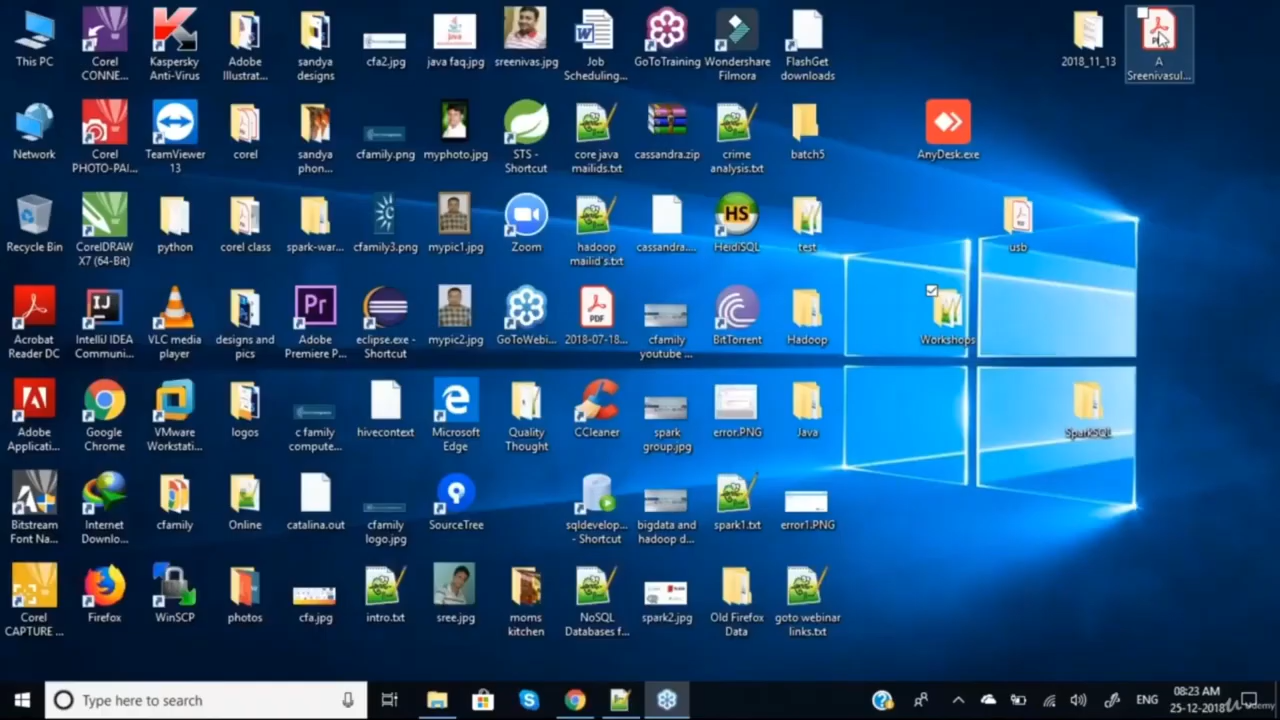 This PC
Corel
CONNE...
Kaspersky
Anti-Virus
Adobe
Illustrat...
sandya
designs
cfa2.jpg
java faq.jpg
sreenivas.jpg
Job
Scheduling...
GoToTraining
Wondershare
Filmora
FlashGet
downloads
2018_11_13
A
Sreenivasul...
Network
Corel
PHOTO-PAI...
TeamViewer
13
corel
sandya
phon...
cfamily.png
myphoto.jpg
STS -
Shortcut
core java
mailids.txt
cassandra.zip
crime
analysis.txt
batch5
AnyDesk.exe
Recycle Bin
CorelDRAW
X7 (64-Bit)
python
corel class
spark-war...
cfamily3.png
mypic1.jpg
Zoom
hadoop
mailid's.txt
cassandra....
HS
HeidiSQL
test
usb
Acrobat
Reader DC
IJ
IntelliJ IDEA
Communi...
VLC media
player
designs and
pics
Pr
Adobe
Premiere P...
eclipse.exe -
Shortcut
mypic2.jpg
GoToWebi...
PDF
2018-07-18...
cfamily
youtube ...
BitTorrent
Hadoop
Workshops
Adobe
Applicati...
Google
Chrome
VMware
Workstati...
logos
c family
compute...
hivecontext
Microsoft
Edge
Quality
Thought
CCleaner
spark
group.jpg
error.PNG
Java
SparkSQL
Bitstream
Font Na...
Internet
Downlo...
cfamily
Online
catalina.out
cfamily
logo.jpg
SourceTree
sqldevelop...
- Shortcut
bigdata and
hadoop d...
spark1.txt
error1.PNG
Corel
CAPTURE ...
Firefox
WinSCP
photos
cfa.jpg
intro.txt
sree.jpg
moms
kitchen
NoSQL
Databases f...
spark2.jpg
Old Firefox
Data
goto webinar
links.txt
Type here to search
ENG
08:23 AM
25-12-2018
Udemy